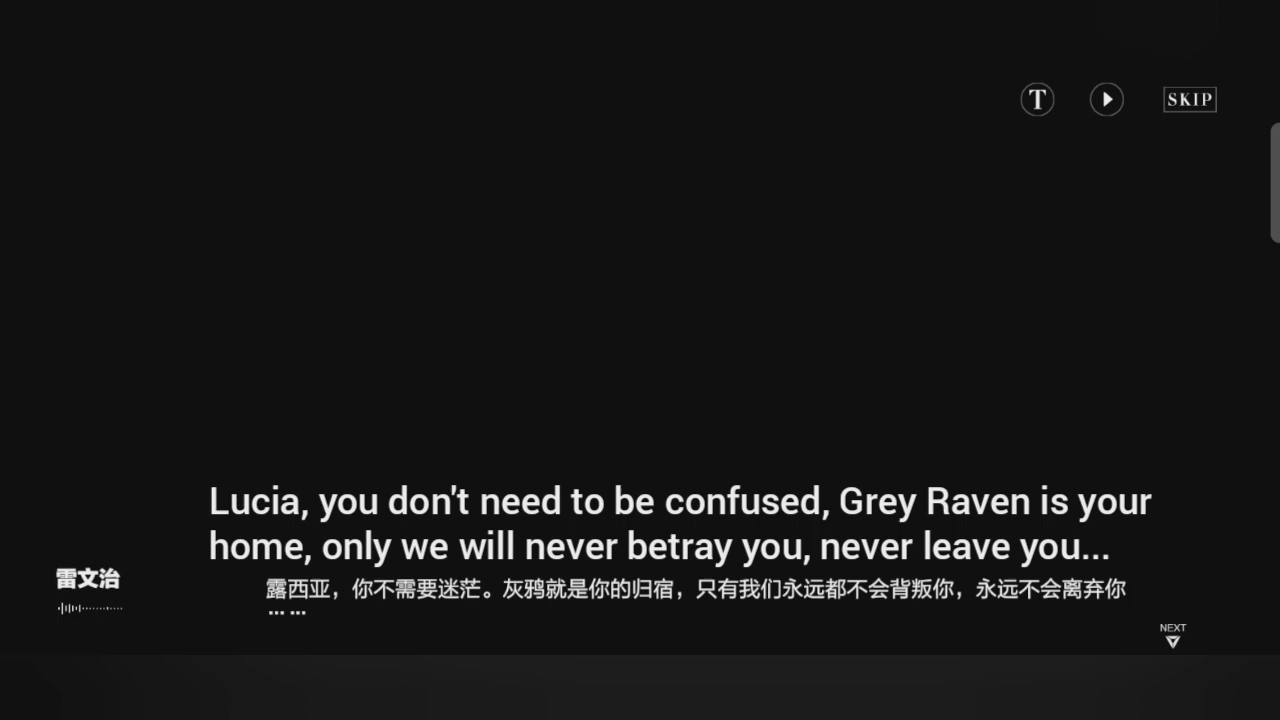 T
SKIP
Lucia, you don't need to be confused, Grey Raven is your
home, only we will never betray you, never leave you...
雷文治
露西亚，你不需要迷茫。灰鸦就是你的归宿，只有我们永远都不会背叛你，永远不会离弃你
... ...
NEXT